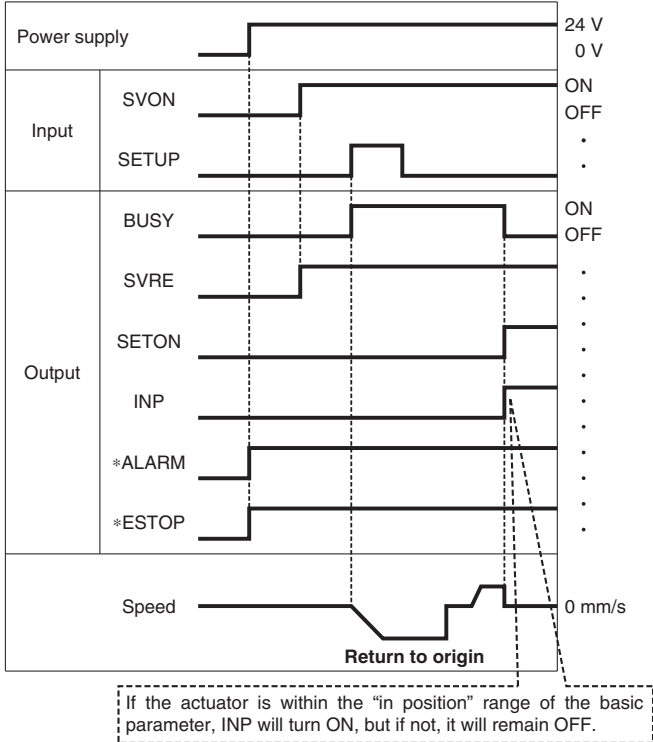 Power supply
24 V
0 V
Input
SVON
ON
OFF
SETUP
Output
BUSY
ON
OFF
SVRE
SETON
INP
*ALARM
*ESTOP
Speed
0 mm/s
Return to origin
If the actuator is within the “in position” range of the basic
parameter, INP will turn ON, but if not, it will remain OFF.